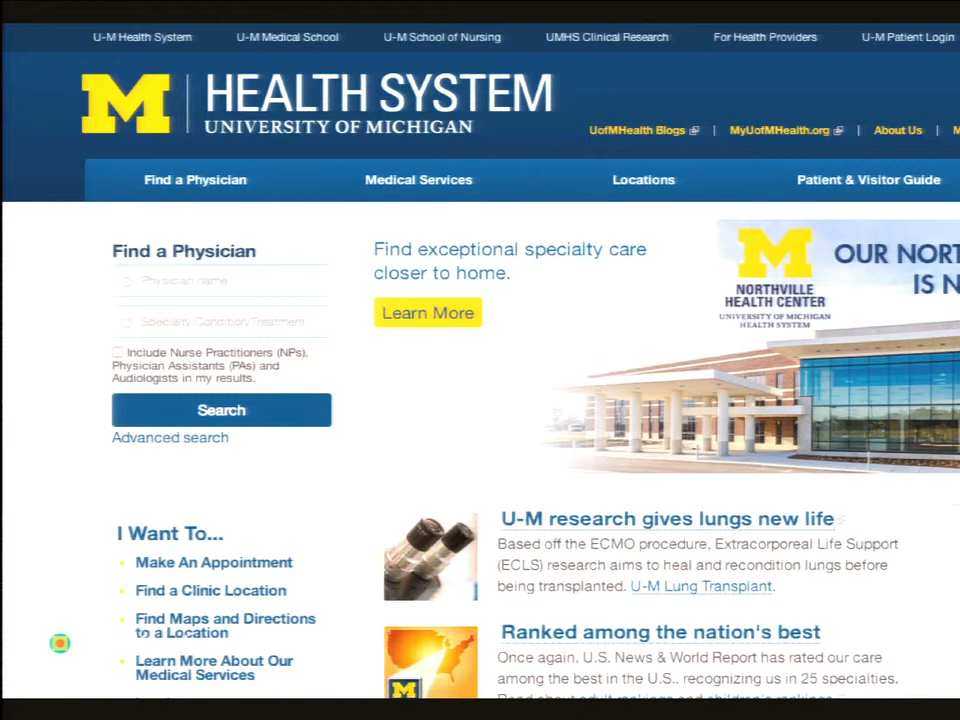 U-M Health System U-M Medical School U-M School of Nursing UMHS Clinical Research For Health Providers U-M Patient Login
M HEALTH SYSTEM
UNIVERSITY OF MICHIGAN
UofMHealth Blogs | MyUofMHealth.org | About Us |
Find a Physician Medical Services Locations Patient & Visitor Guide
Find a Physician
Physician name
Specialty/Condition/Treatment
Include Nurse Practitioners (NPs),
Physician Assistants (PAs) and
Audiologists in my results.
Search
Advanced search
Find exceptional specialty care
closer to home.
Learn More
M
NORTHVILLE
HEALTH CENTER
UNIVERSITY OF MICHIGAN
HEALTH SYSTEM
OUR NORT
IS N
I Want To...
Make An Appointment
Find a Clinic Location
Find Maps and Directions
to a Location
Learn More About Our
Medical Services
U-M research gives lungs new life
Based off the ECMO procedure, Extracorporeal Life Support
(ECLS) research aims to heal and recondition lungs before
being transplanted. U-M Lung Transplant.
Ranked among the nation's best
Once again, U.S. News & World Report has rated our care
among the best in the U.S., recognizing us in 25 specialties.
Read about adult rankings and children's rankings
M